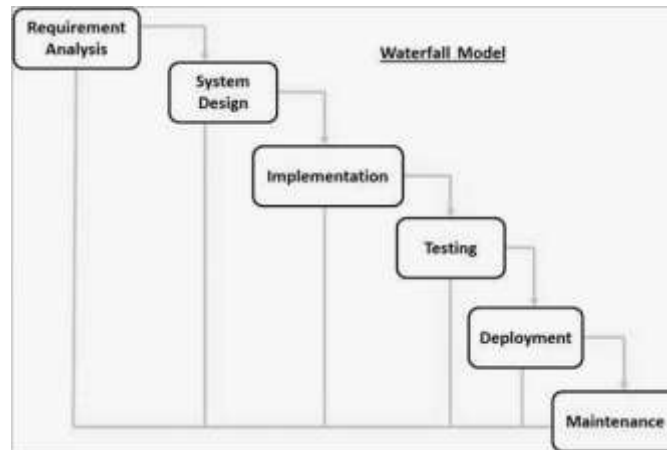 Requirement
Analysis
Waterfall Model
System
Design
Implementation
Testing
Deployment
Maintenance